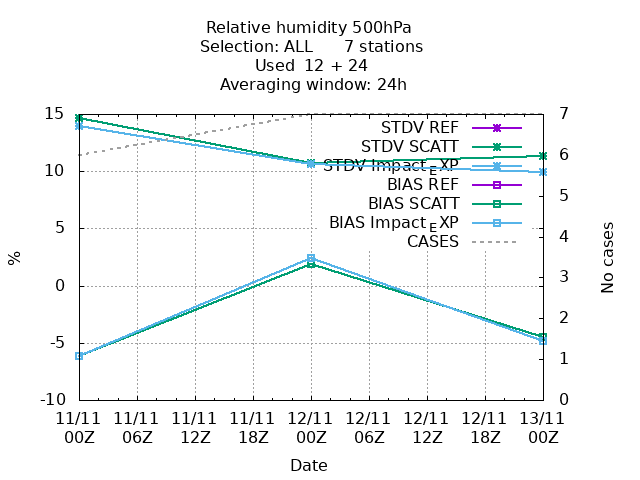 Relative humidity 500hPa
Selection: ALL      7 stations
Used  12 + 24
Averaging window: 24h
15
10
5
0
-5
-10
%
7
6
5
4
3
2
1
0
No cases
STDV REF
STDV SCATT
STDV Impact_EXP
BIAS REF
BIAS SCATT
BIAS Impact_EXP
CASES
11/11 11/11 11/11 11/11 12/11 12/11 12/11 12/11 13/11
00Z 06Z 12Z 18Z 00Z 06Z 12Z 18Z 00Z
Date